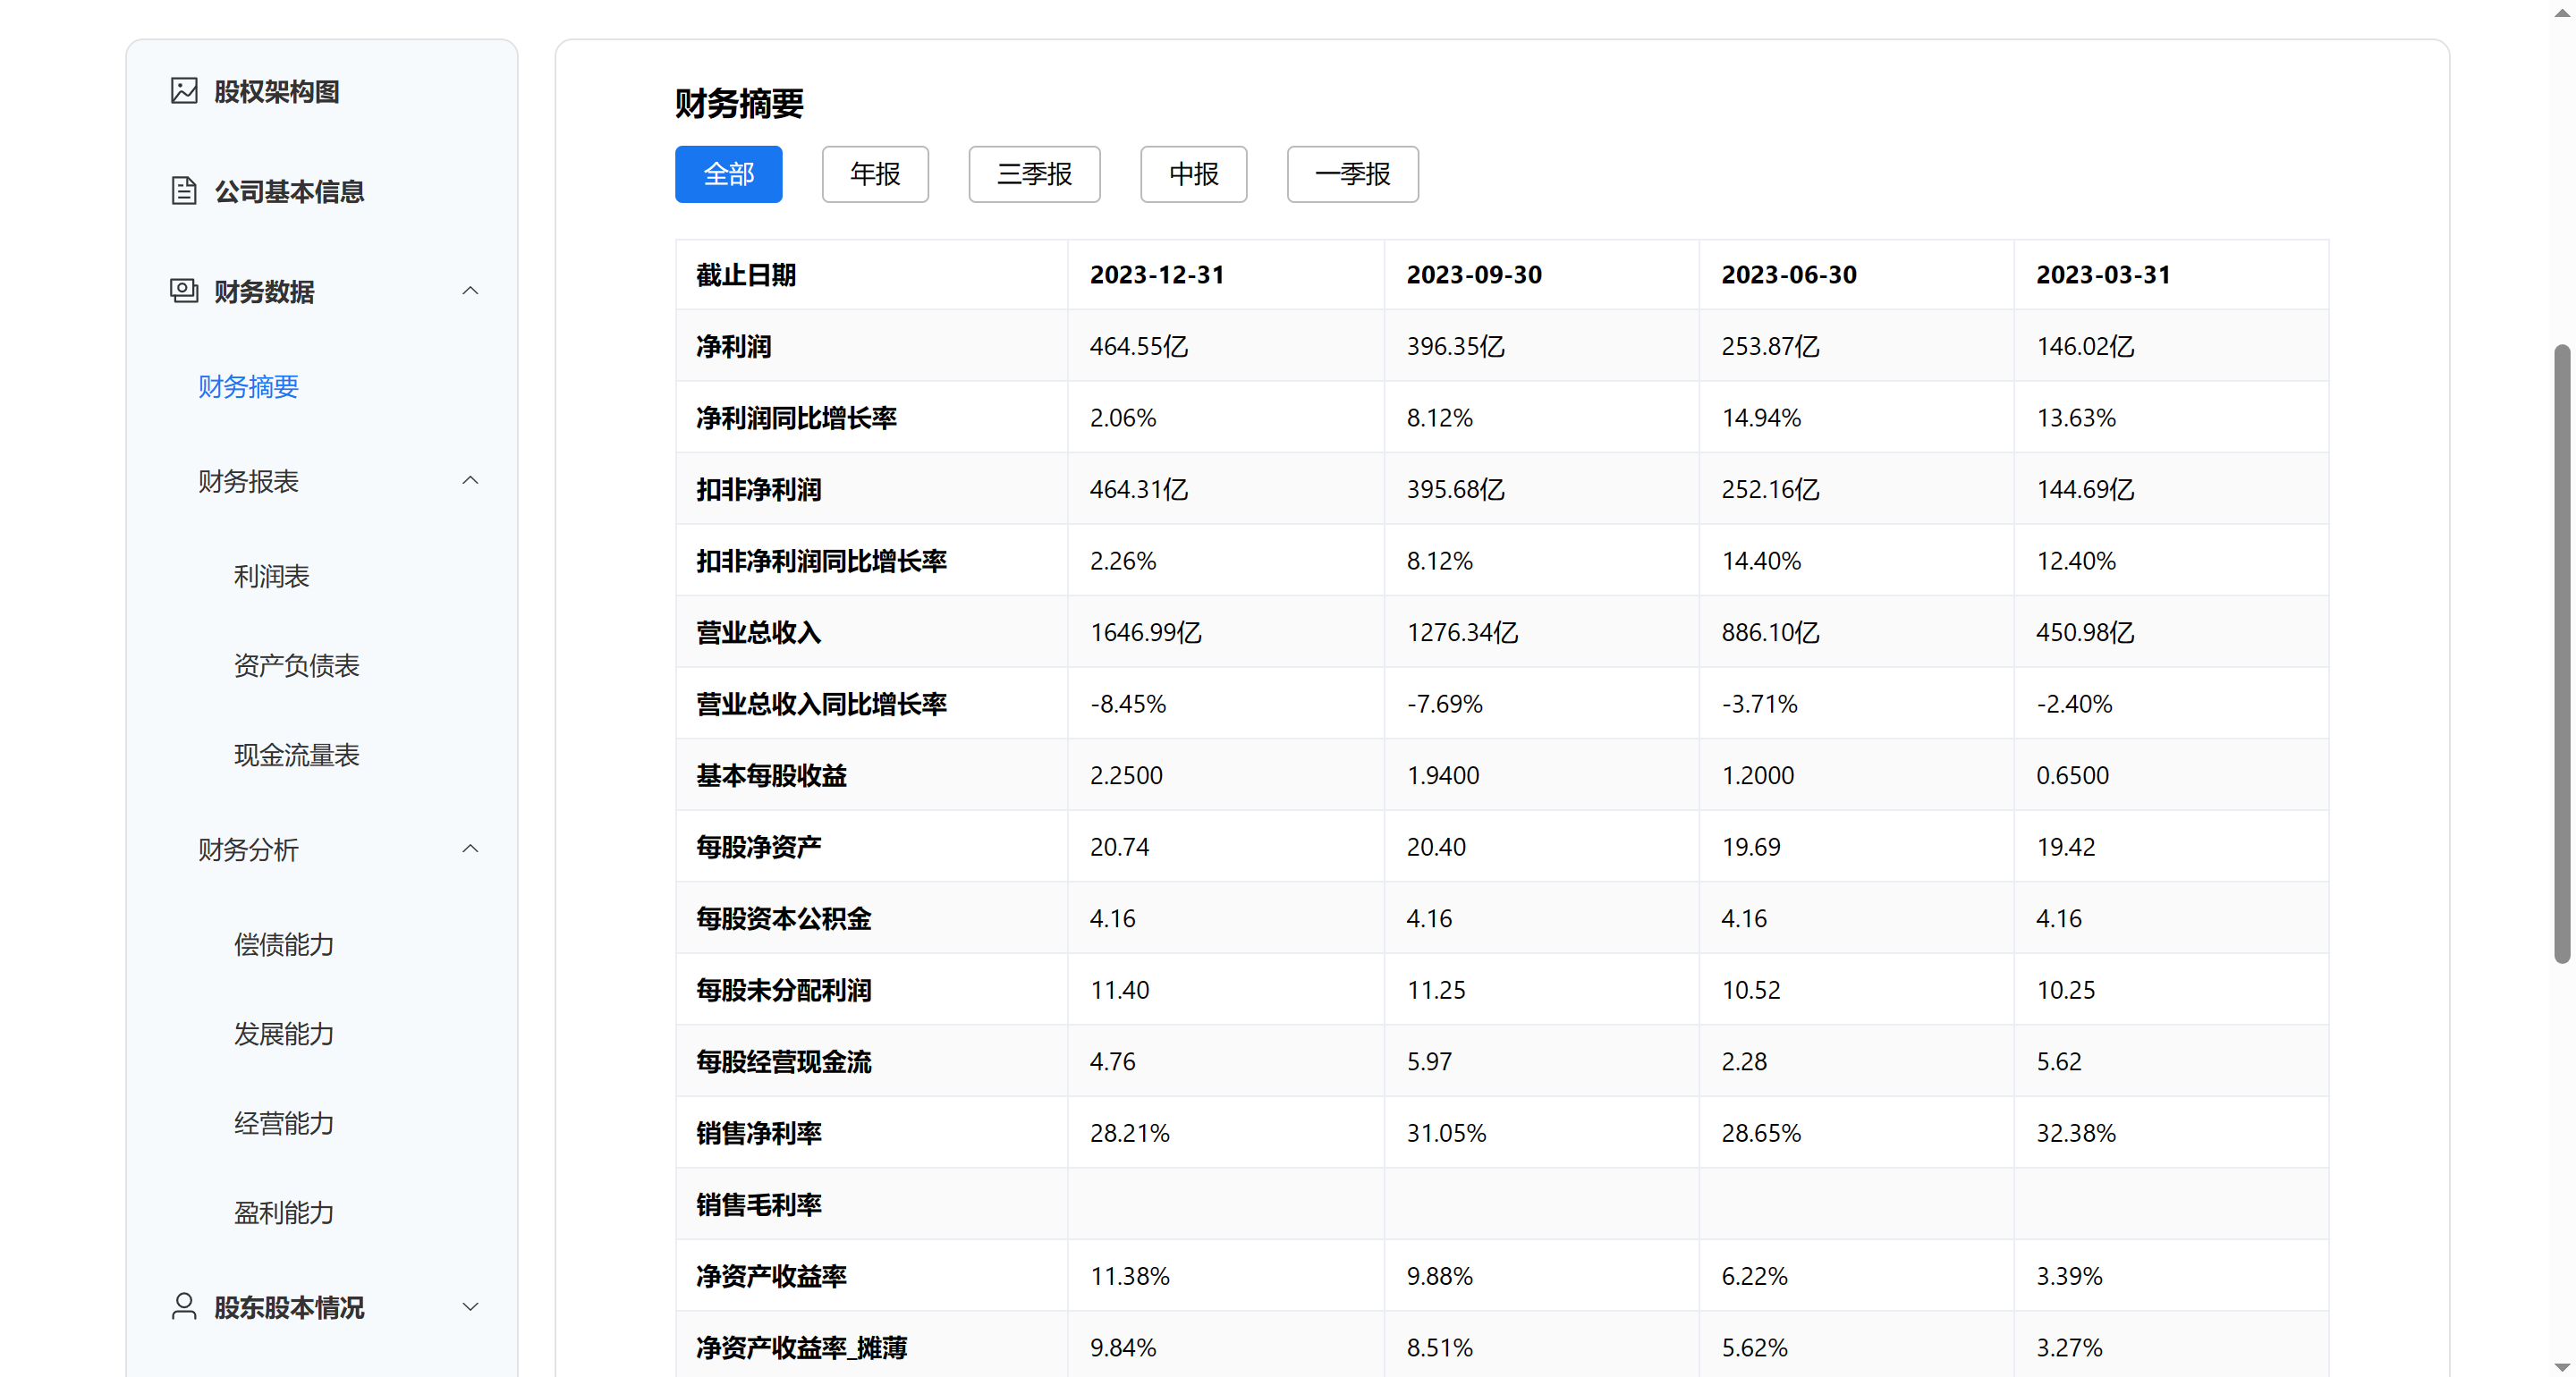 股权架构图
公司基本信息
财务数据
财务摘要
财务报表
利润表
资产负债表
现金流量表
财务分析
偿债能力
发展能力
经营能力
盈利能力
股东股本情况
财务摘要
全部 年报 三季报 中报 一季报
截止日期 2023-12-31 2023-09-30 2023-06-30 2023-03-31
净利润 464.55亿 396.35亿 253.87亿 146.02亿
净利润同比增长率 2.06% 8.12% 14.94% 13.63%
扣非净利润 464.31亿 395.68亿 252.16亿 144.69亿
扣非净利润同比增长率 2.26% 8.12% 14.40% 12.40%
营业总收入 1646.99亿 1276.34亿 886.10亿 450.98亿
营业总收入同比增长率 -8.45% -7.69% -3.71% -2.40%
基本每股收益 2.2500 1.9400 1.2000 0.6500
每股净资产 20.74 20.40 19.69 19.42
每股资本公积金 4.16 4.16 4.16 4.16
每股未分配利润 11.40 11.25 10.52 10.25
每股经营现金流 4.76 5.97 2.28 5.62
销售净利率 28.21% 31.05% 28.65% 32.38%
销售毛利率
净资产收益率 11.38% 9.88% 6.22% 3.39%
净资产收益率_摊薄 9.84% 8.51% 5.62% 3.27%